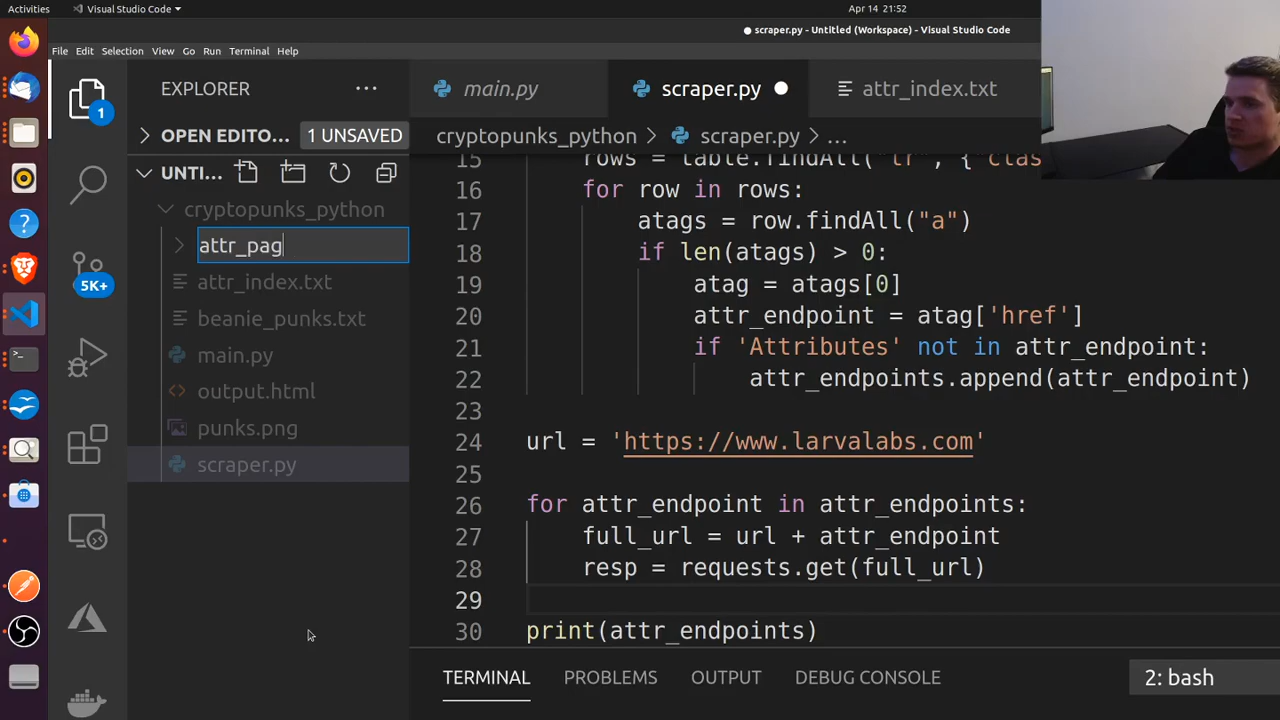 Activities
Visual Studio Code
Apr 14 21:52
scraper.py - Untitled (Workspace) - Visual Studio Code
File Edit Selection View Go Run Terminal Help
EXPLORER
1
main.py
scraper.py
attr_index.txt
OPEN EDITO... 1 UNSAVED
cryptopunks_python > scraper.py > ...
UNTI...
cryptopunks_python
attr_pag
attr_index.txt
beanie_punks.txt
main.py
output.html
punks.png
scraper.py
5K+
15 rows = table.findAll("tr", {"clas
16 for row in rows:
17 atags = row.findAll("a")
18 if len(atags) > 0:
19 atag = atags[0]
20 attr_endpoint = atag['href']
21 if 'Attributes' not in attr_endpoint:
22 attr_endpoints.append(attr_endpoint)
23
24 url = 'https://www.larvalabs.com'
25
26 for attr_endpoint in attr_endpoints:
27 full_url = url + attr_endpoint
28 resp = requests.get(full_url)
29
30 print(attr_endpoints)
TERMINAL PROBLEMS OUTPUT DEBUG CONSOLE 2: bash